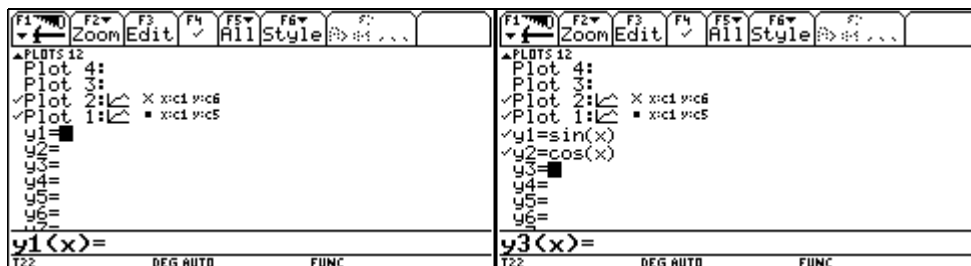 F1 F2 Zoom F3 Edit F4 ✓ F5 All F6 Style F7
▲PLOTS 12
Plot 4:
Plot 3:
✓Plot 2: × x:c1 y:c6
✓Plot 1: ▪ x:c1 y:c5
y1=
y2=
y3=
y4=
y5=
y6=
y7=
y1(x)=
T22 DEG AUTO FUNC
F1 F2 Zoom F3 Edit F4 ✓ F5 All F6 Style F7
▲PLOTS 12
Plot 4:
Plot 3:
✓Plot 2: × x:c1 y:c6
✓Plot 1: ▪ x:c1 y:c5
✓y1=sin(x)
✓y2=cos(x)
y3=
y4=
y5=
y6=
y3(x)=
T22 DEG AUTO FUNC